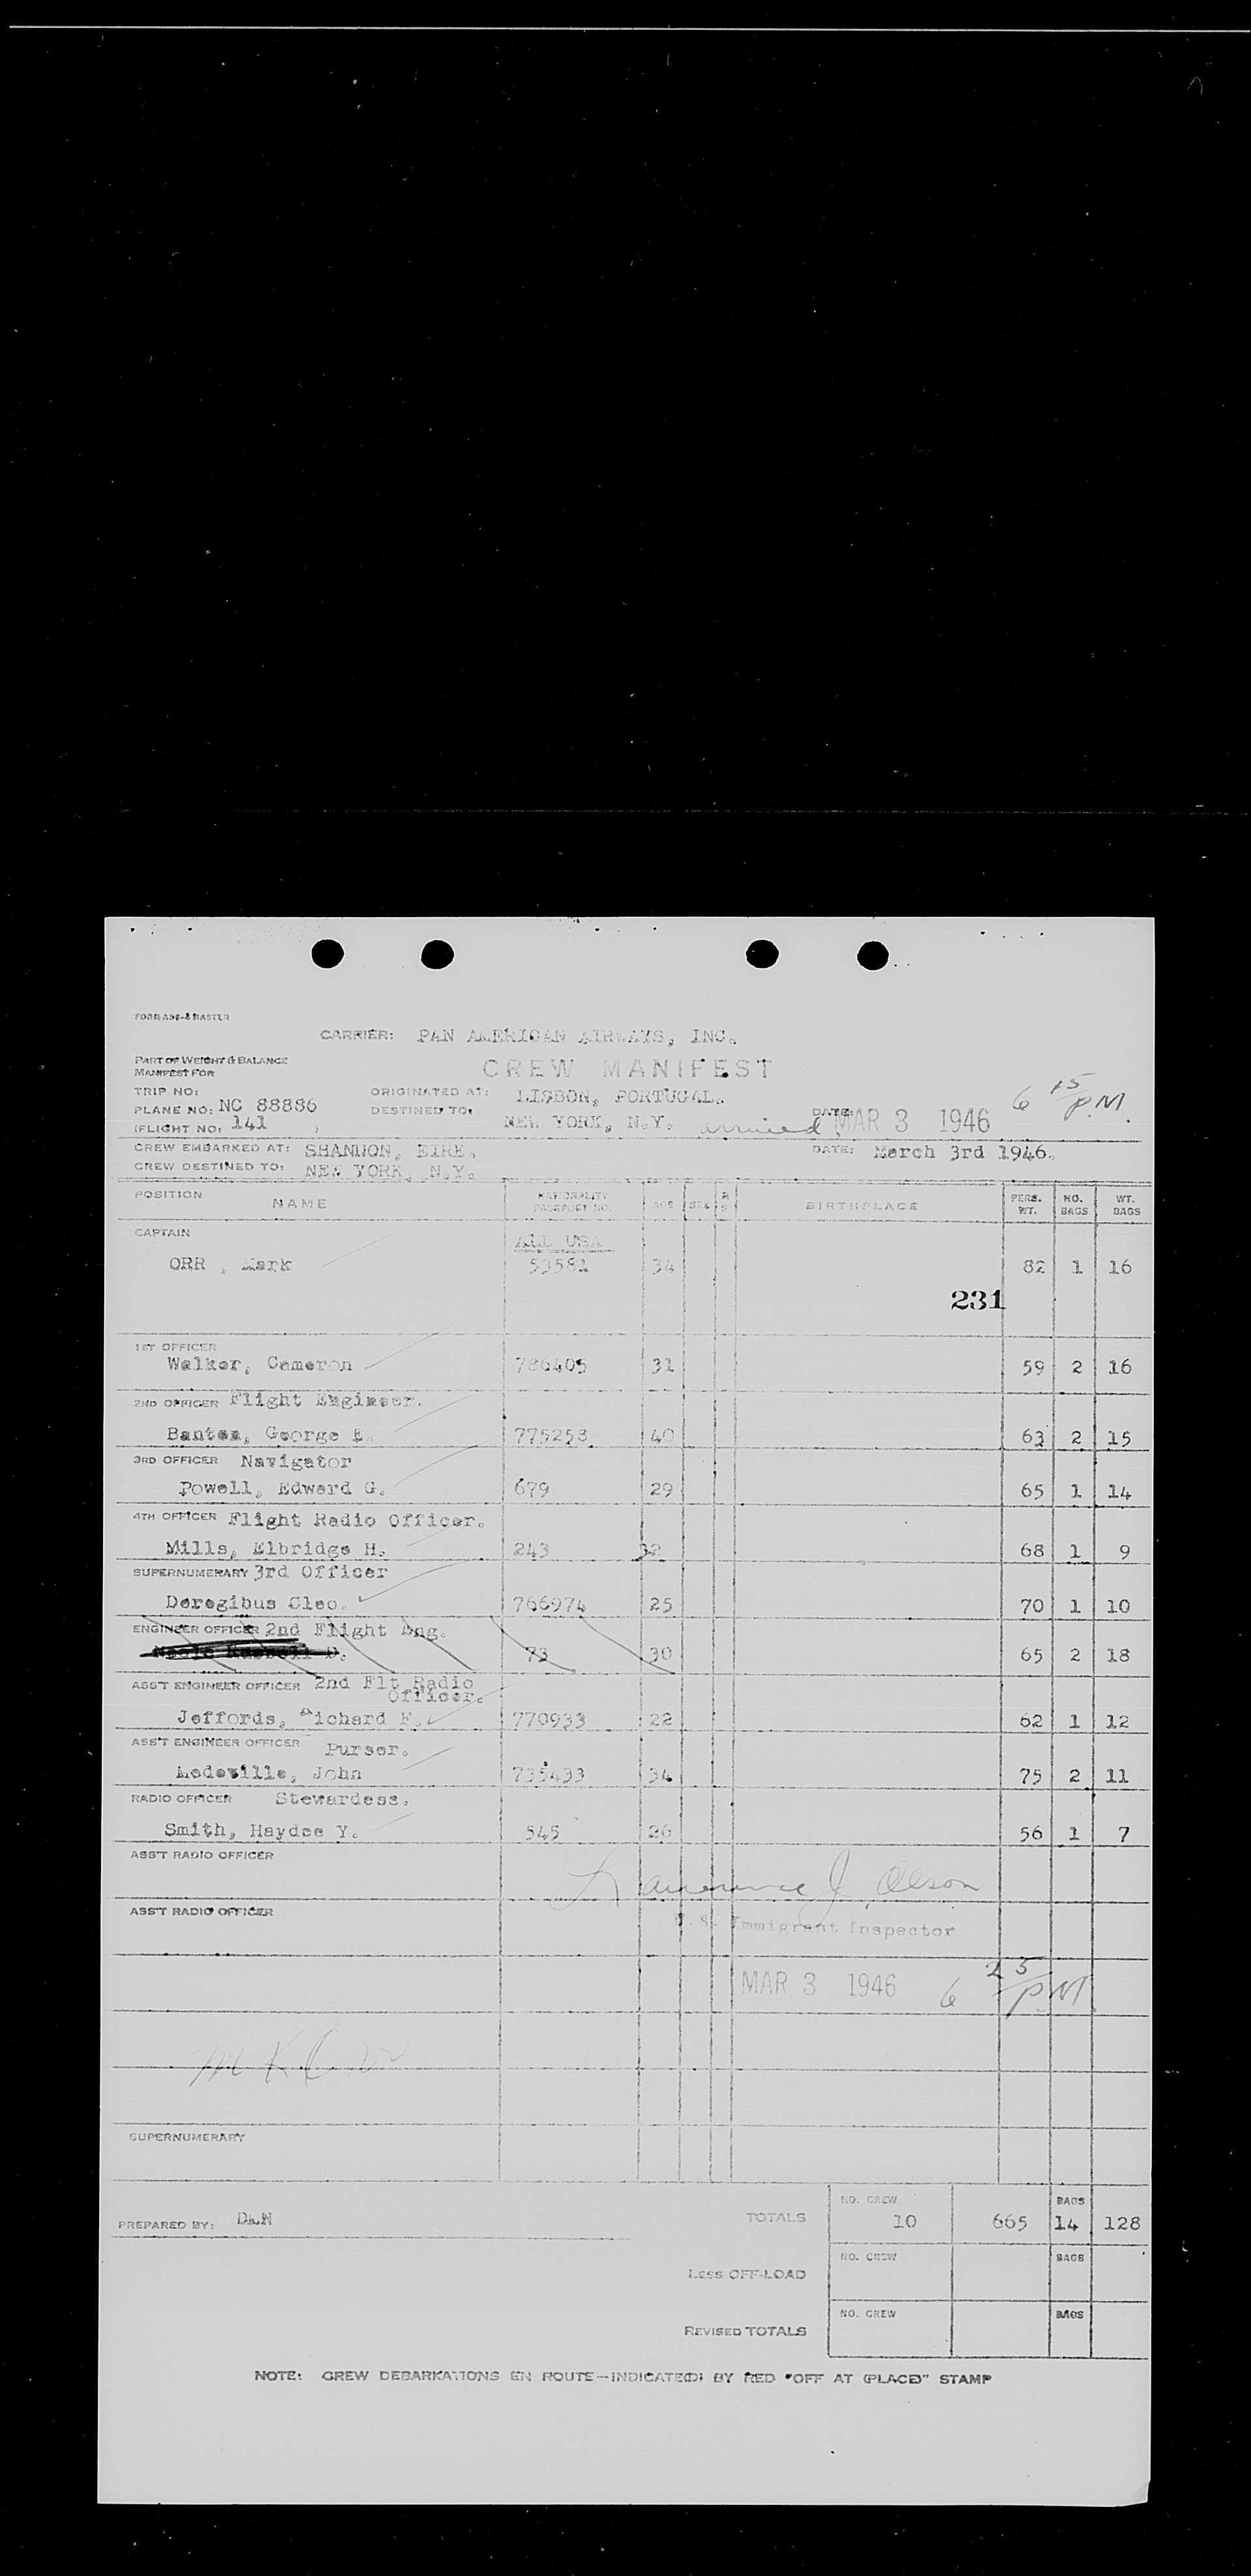 CARRIER: PAN AMERICAN AIRWAYS, INC.
PART OF WEIGHT & BALANCE
MANIFEST FOR
CREW MANIFEST
TRIP NO:
ORIGINATED AT: LISBON, PORTUGAL.
6 15 P.M.
PLANE NO: NC 88886
DESTINED TO: NEW YORK, N.Y. arrived
DATE: MAR 3 1946
(FLIGHT NO: 141 )
CREW EMBARKED AT: SHANNON, EIRE.
DATE: March 3rd 1946.
CREW DESTINED TO: NEW YORK, N.Y.
POSITION NAME NATIONALITY PASSPORT NO. AGE SEX BIRTHPLACE PERS. WT. NO. BAGS WT. BAGS
CAPTAIN
ALL USA
ORR , Mark 53581 34 82 1 16
231
1ST OFFICER
Walker, Cameron 786405 31 59 2 16
2ND OFFICER Flight Engineer.
Banten, George E. 775258 40 63 2 15
3RD OFFICER Navigator
Powell, Edward G. 679 29 65 1 14
4TH OFFICER Flight Radio Officer.
Mills, Elbridge H. 243 32 68 1 9
SUPERNUMERARY 3rd Officer
Deregibus Cleo. 766974 25 70 1 10
ENGINEER OFFICER 2nd Flight Eng.
D. 73 30 65 2 18
ASS'T ENGINEER OFFICER 2nd Flt Radio
Officer.
Jeffords, Richard F. 770933 22 62 1 12
ASS'T ENGINEER OFFICER Purser.
John 735433 34 75 2 11
RADIO OFFICER Stewardess.
Smith, Haydee Y. 545 26 56 1 7
ASS'T RADIO OFFICER
Lawrence J Olson
ASS'T RADIO OFFICER
U.S. Immigrant Inspector
MAR 3 1946 6 25 P.M.
M K Orr
SUPERNUMERARY
NO. CREW BAGS
PREPARED BY: TOTALS 10 665 14 128
NO. CREW BAGS
LESS OFF-LOAD
NO. CREW BAGS
REVISED TOTALS
NOTE: CREW DEBARKATIONS EN ROUTE—INDICATED BY RED "OFF AT (PLACE)" STAMP